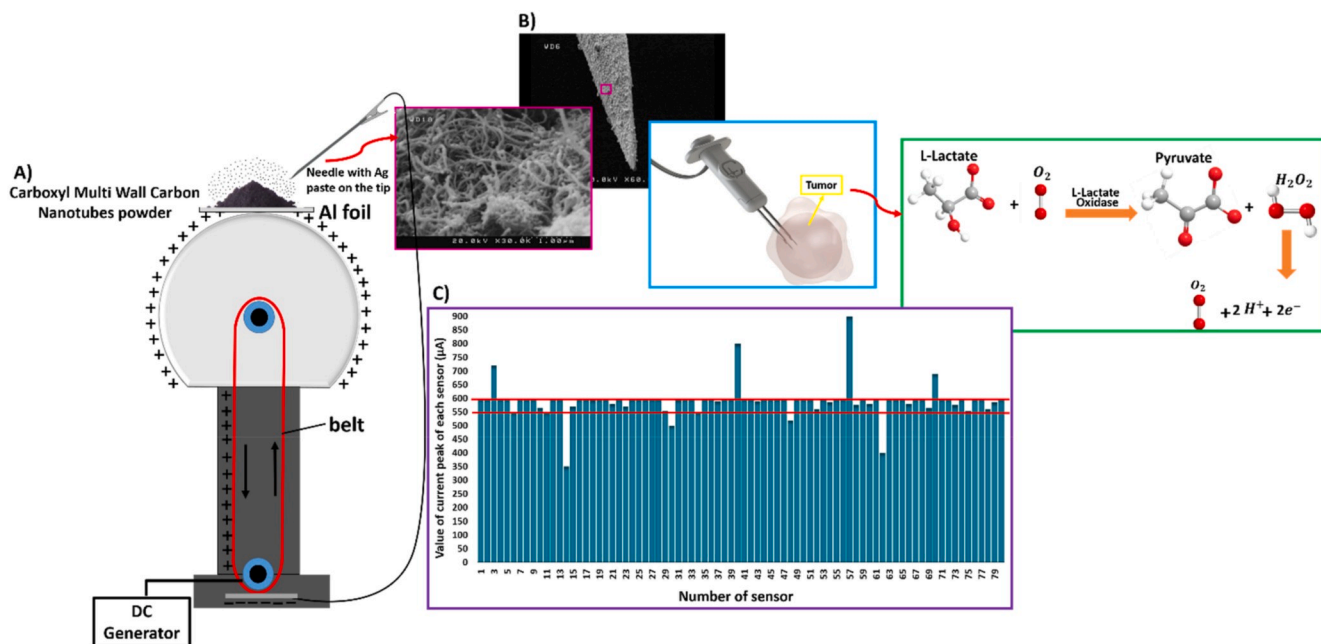 A)
Carboxyl Multi Wall Carbon
Nanotubes powder
Al foil
Needle with Ag
paste on the tip
belt
DC
Generator
B)
WD6
WD10
20.0kV X30.0K 1.00µm
.0kV X60.
Tumor
L-Lactate
+
O2
L-Lactate
Oxidase
Pyruvate
+
H2O2
O2
+2 H+ + 2e−
C)
Value of current peak of each sensor (µA)
900
850
800
750
700
650
600
550
500
450
400
350
300
250
200
150
100
50
0
1 3 5 7 9 11 13 15 17 19 21 23 25 27 29 31 33 35 37 39 41 43 45 47 49 51 53 55 57 59 61 63 65 67 69 71 73 75 77 79
Number of sensor